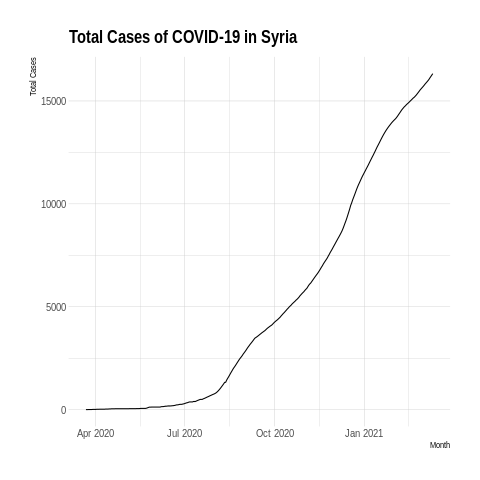 Total Cases of COVID-19 in Syria
Total Cases
15000
10000
5000
0
Apr 2020 Jul 2020 Oct 2020 Jan 2021
Month